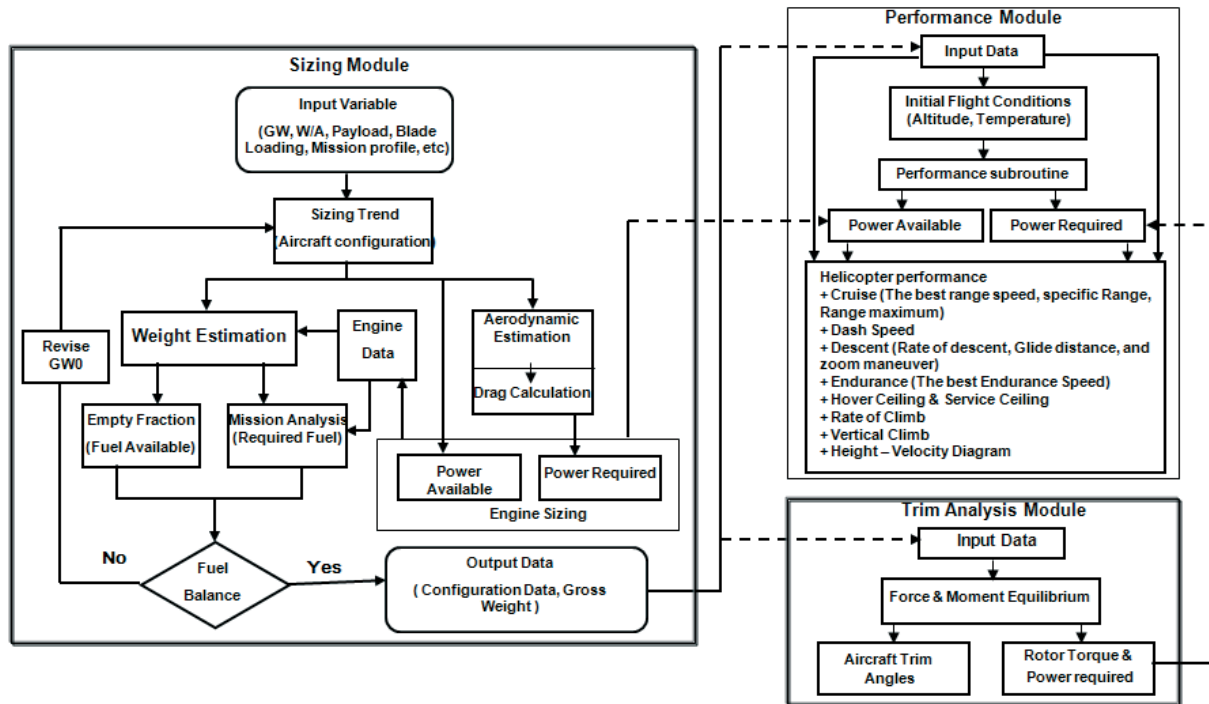 Sizing Module
Input Variable
(GW, W/A, Payload, Blade
Loading, Mission profile, etc)
Sizing Trend
(Aircraft configuration)
Revise
GW0
Weight Estimation
Engine
Data
Aerodynamic
Estimation
Drag Calculation
Empty Fraction
(Fuel Available)
Mission Analysis
(Required Fuel)
Power
Available
Power Required
Engine Sizing
No
Fuel
Balance
Yes
Output Data
( Configuration Data, Gross
Weight )
Performance Module
Input Data
Initial Flight Conditions
(Altitude, Temperature)
Performance subroutine
Power Available
Power Required
Helicopter performance
+ Cruise (The best range speed, specific Range,
Range maximum)
+ Dash Speed
+ Descent (Rate of descent, Glide distance, and
zoom maneuver)
+ Endurance (The best Endurance Speed)
+ Hover Ceiling & Service Ceiling
+ Rate of Climb
+ Vertical Climb
+ Height – Velocity Diagram
Trim Analysis Module
Input Data
Force & Moment Equilibrium
Aircraft Trim
Angles
Rotor Torque &
Power required